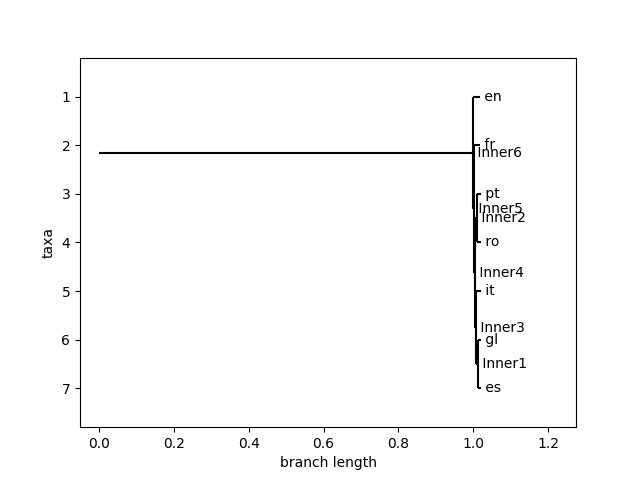 1
2
3
4
5
6
7
taxa
en
fr
Inner6
pt
Inner5
Inner2
ro
Inner4
it
Inner3
gl
Inner1
es
0.0 0.2 0.4 0.6 0.8 1.0 1.2
branch length